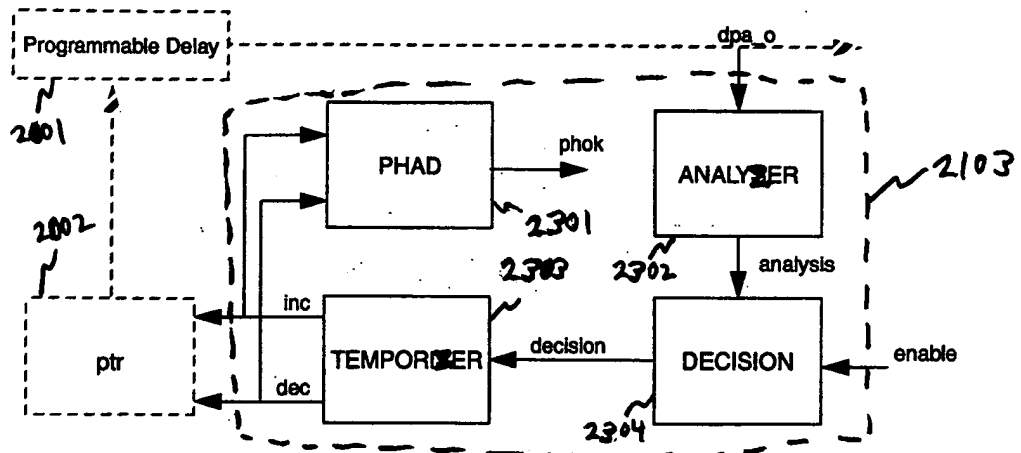 Programmable Delay
dpa_o
2001
PHAD
phok
ANALYZER
2103
2002
2301
2302
2303
analysis
inc
ptr
TEMPORIZER
decision
DECISION
enable
dec
2304